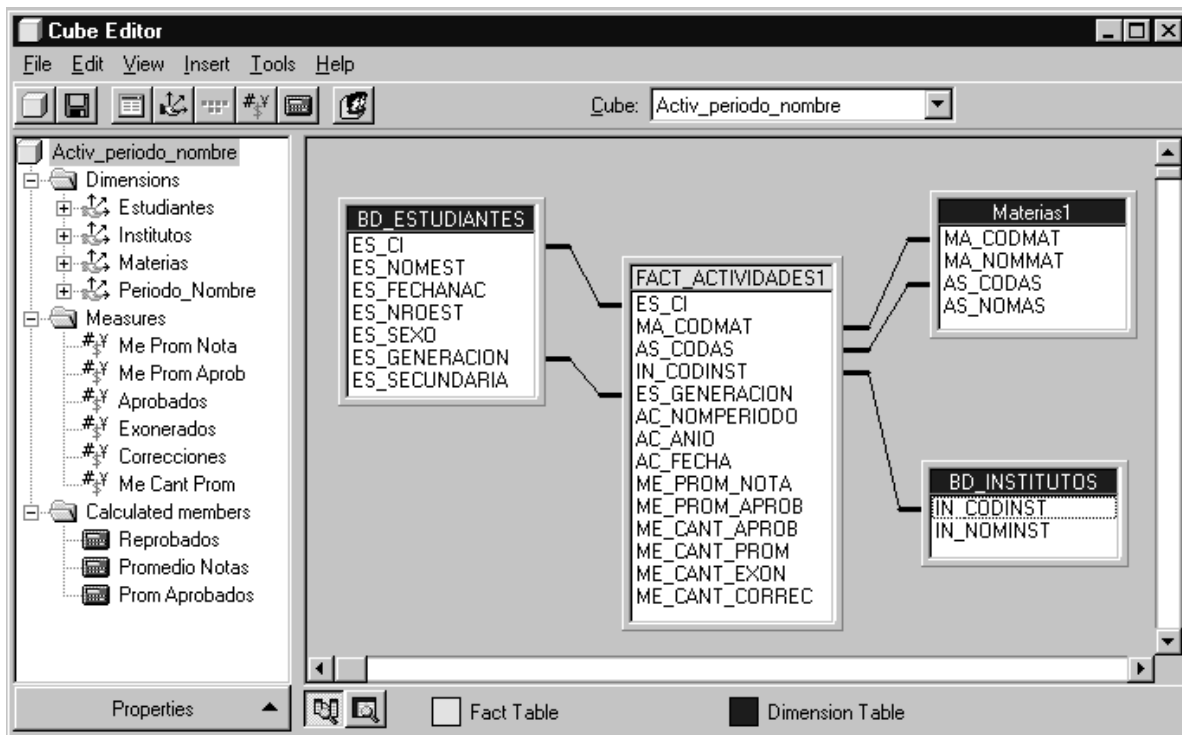 Cube Editor
File Edit View Insert Tools Help
Cube: Activ_periodo_nombre
Activ_periodo_nombre
Dimensions
Estudiantes
Institutos
Materias
Periodo_Nombre
Measures
Me Prom Nota
Me Prom Aprob
Aprobados
Exonerados
Correcciones
Me Cant Prom
Calculated members
Reprobados
Promedio Notas
Prom Aprobados
Properties
BD_ESTUDIANTES
ES_CI
ES_NOMEST
ES_FECHANAC
ES_NROEST
ES_SEXO
ES_GENERACION
ES_SECUNDARIA
FACT_ACTIVIDADES1
ES_CI
MA_CODMAT
AS_CODAS
IN_CODINST
ES_GENERACION
AC_NOMPERIODO
AC_ANIO
AC_FECHA
ME_PROM_NOTA
ME_PROM_APROB
ME_CANT_APROB
ME_CANT_PROM
ME_CANT_EXON
ME_CANT_CORREC
Materias1
MA_CODMAT
MA_NOMMAT
AS_CODAS
AS_NOMAS
BD_INSTITUTOS
IN_CODINST
IN_NOMINST
Fact Table
Dimension Table